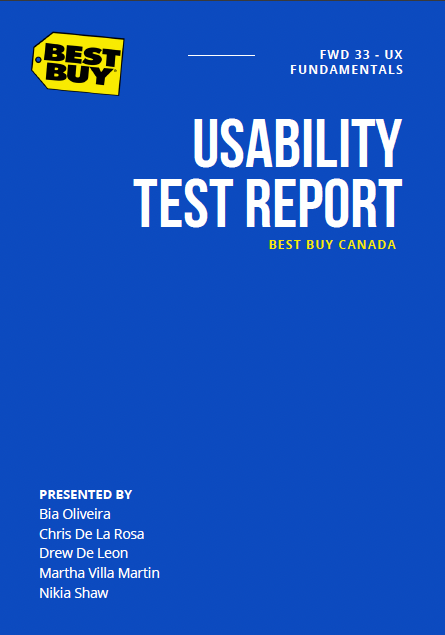 BEST
BUY
FWD 33 - UX
FUNDAMENTALS
USABILITY
TEST REPORT
BEST BUY CANADA
PRESENTED BY
Bia Oliveira
Chris De La Rosa
Drew De Leon
Martha Villa Martin
Nikia Shaw